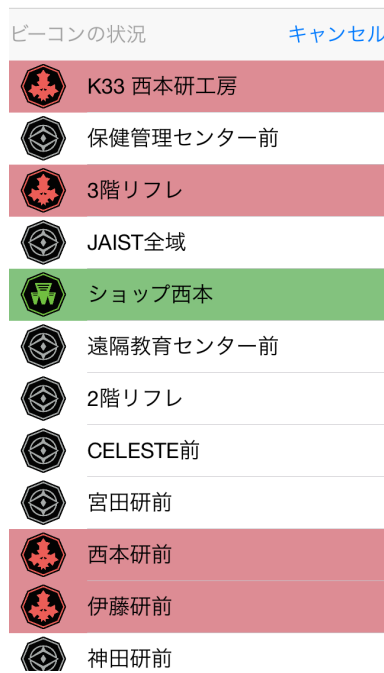 ビーコンの状況 キャンセル
K33 西本研工房
保健管理センター前
3階リフレ
JAIST全域
ショップ西本
遠隔教育センター前
2階リフレ
CELESTE前
宮田研前
西本研前
伊藤研前
神田研前